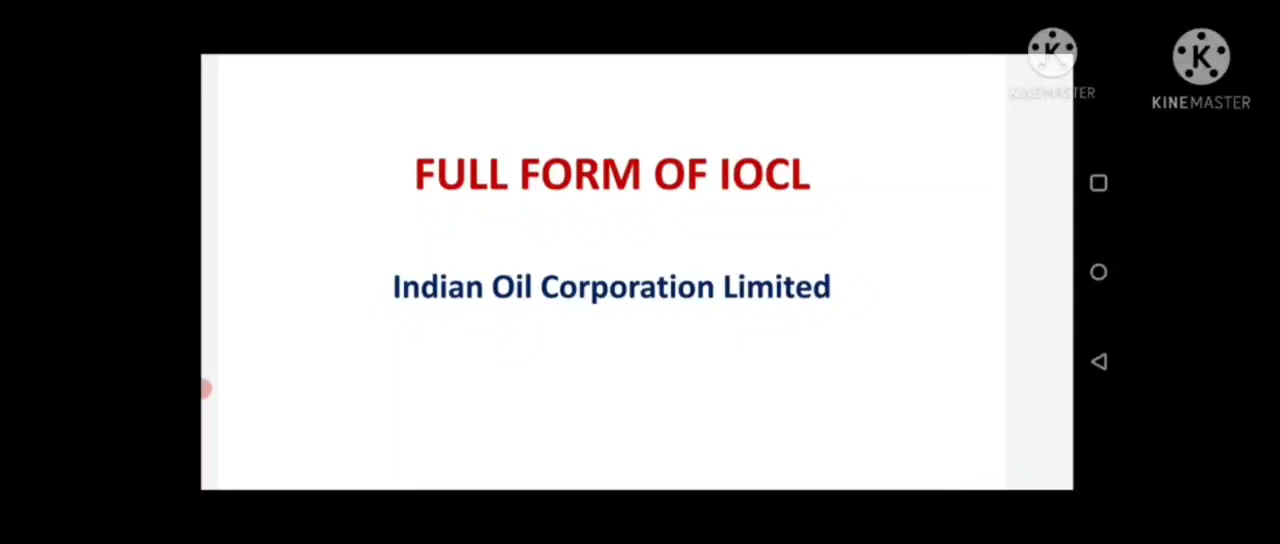 KINEMASTER
KINEMASTER
FULL FORM OF IOCL
Indian Oil Corporation Limited